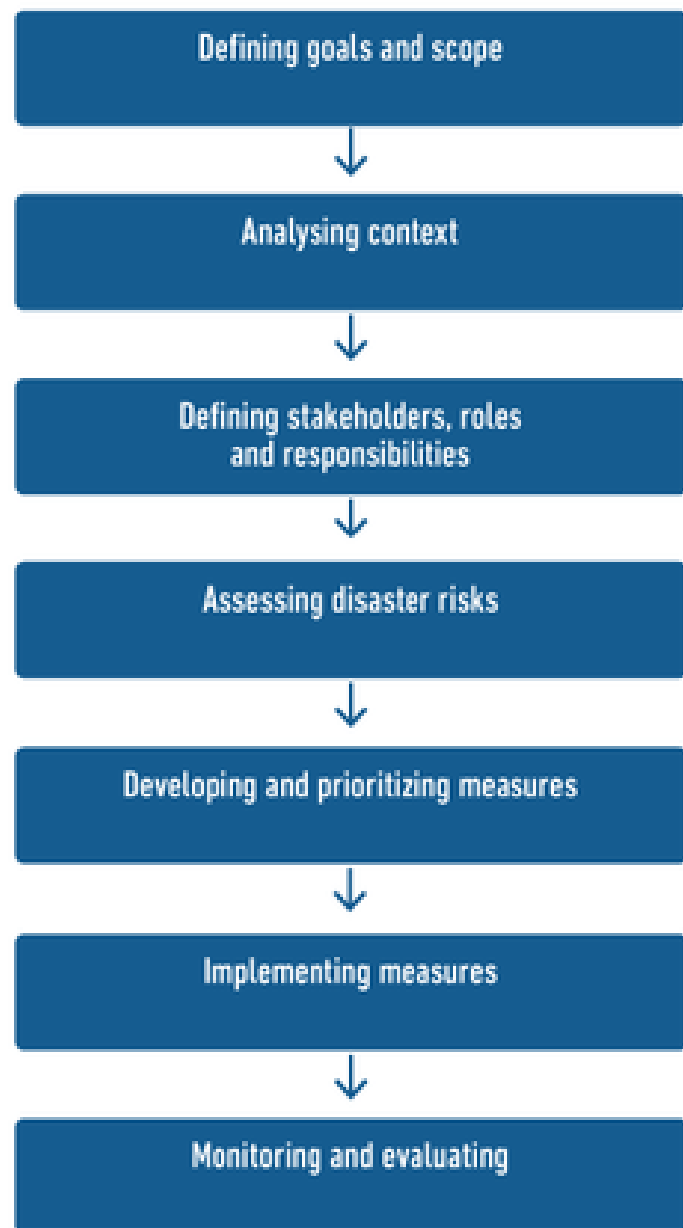 Defining goals and scope
Analysing context
Defining stakeholders, roles
and responsibilities
Assessing disaster risks
Developing and prioritizing measures
Implementing measures
Monitoring and evaluating